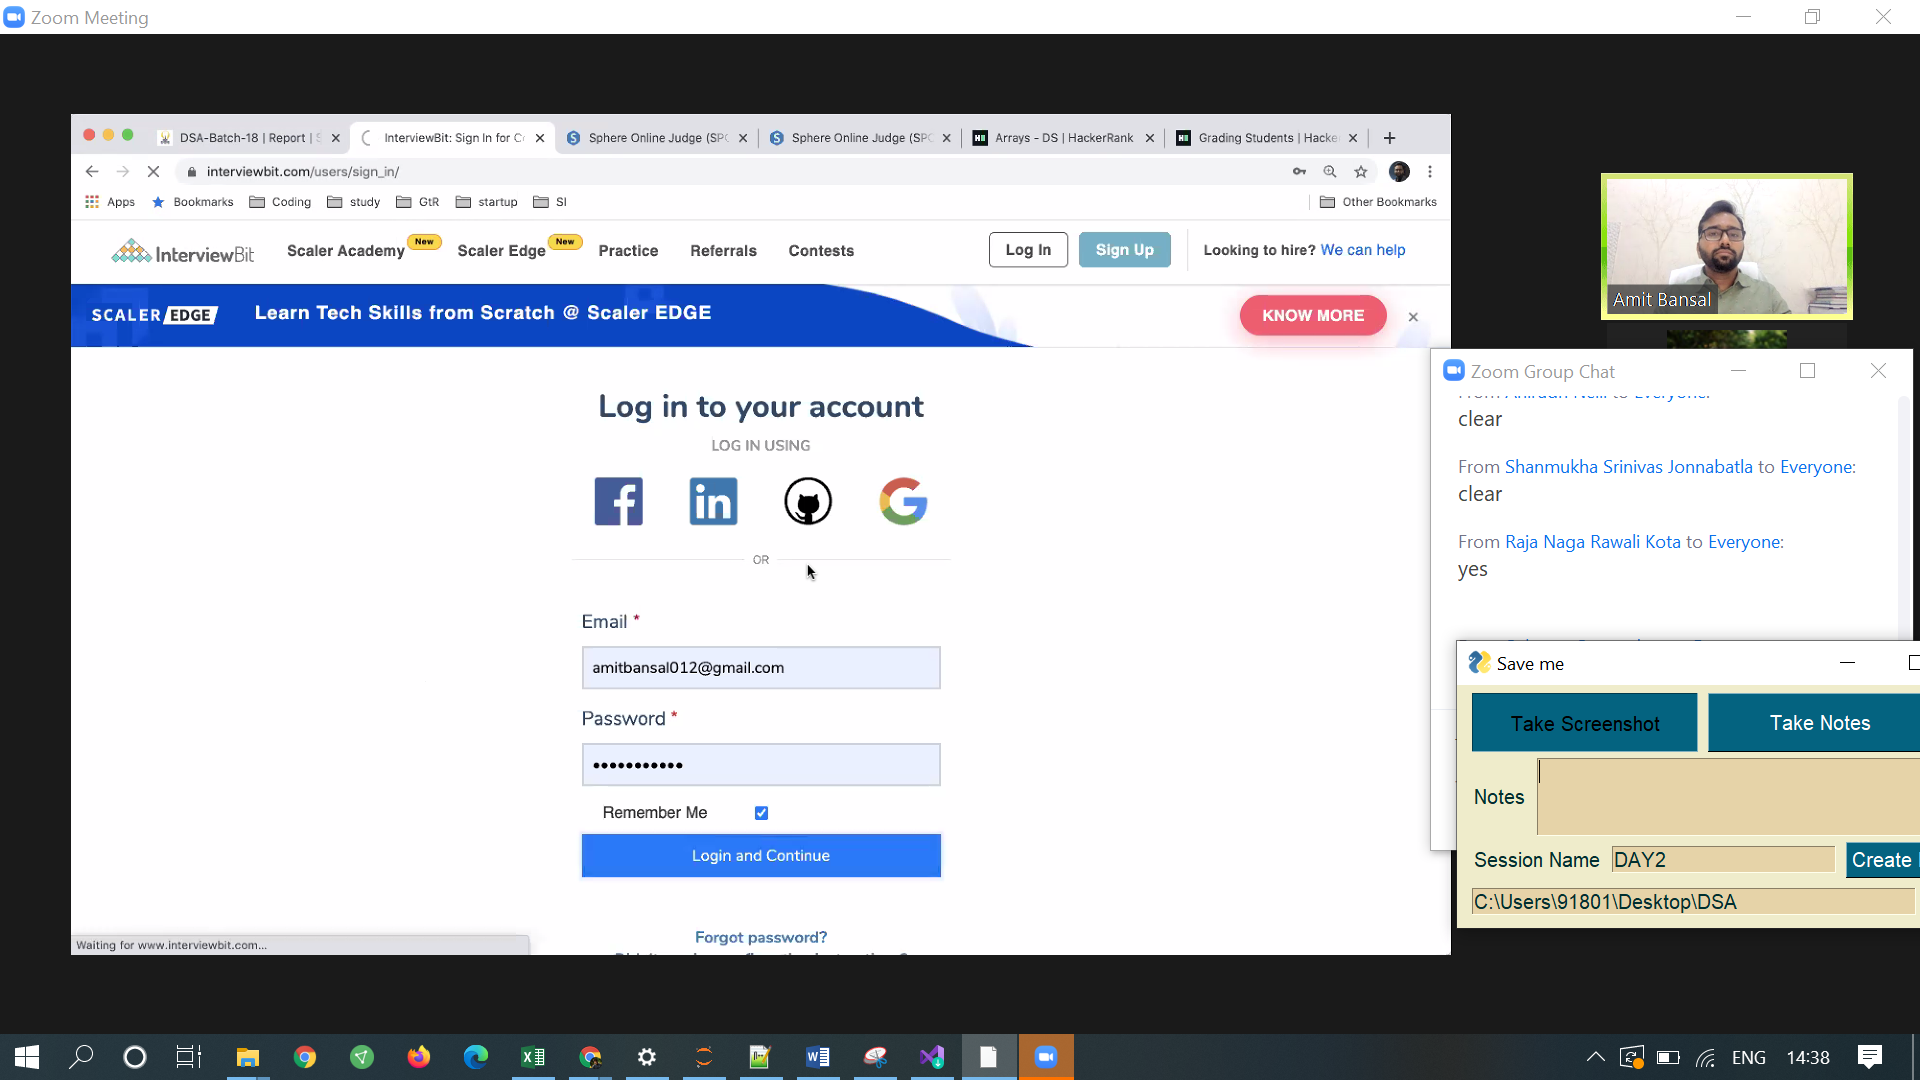 Zoom Meeting
DSA-Batch-18 | Report | S
InterviewBit: Sign In for Co
Sphere Online Judge (SPO
Sphere Online Judge (SPO
Arrays - DS | HackerRank
Grading Students | Hacke
interviewbit.com/users/sign_in/
Apps
Bookmarks
Coding
study
GtR
startup
SI
Other Bookmarks
InterviewBit
Scaler Academy
New
Scaler Edge
New
Practice
Referrals
Contests
Log In
Sign Up
Looking to hire? We can help
SCALER EDGE
Learn Tech Skills from Scratch @ Scaler EDGE
KNOW MORE
Log in to your account
LOG IN USING
OR
Email *
amitbansal012@gmail.com
Password *
Remember Me
Login and Continue
Forgot password?
Waiting for www.interviewbit.com...
Amit Bansal
Zoom Group Chat
clear
From Shanmukha Srinivas Jonnabatla to Everyone:
clear
From Raja Naga Rawali Kota to Everyone:
yes
Save me
Take Screenshot
Take Notes
Notes
Session Name
DAY2
Create
C:\Users\91801\Desktop\DSA
ENG
14:38